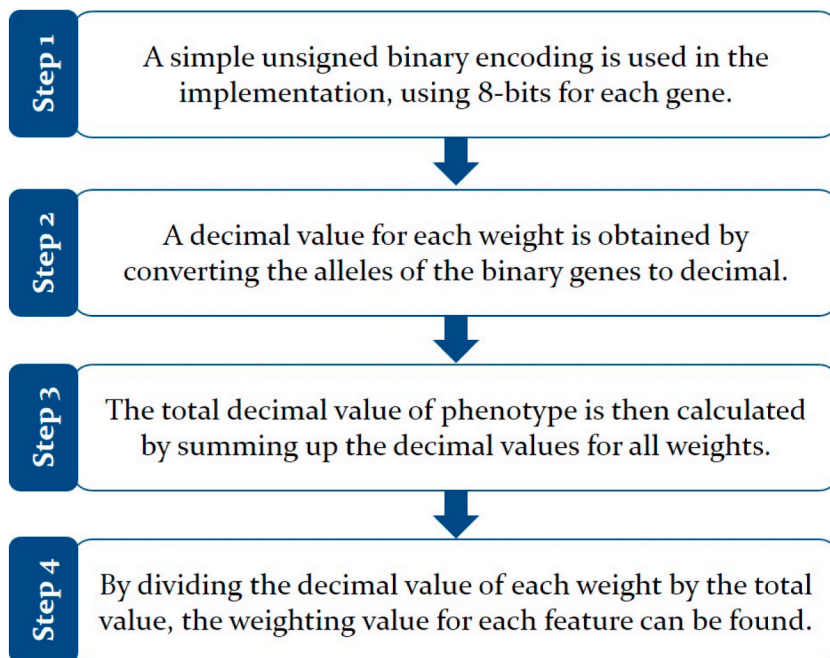 Step 1
A simple unsigned binary encoding is used in the
implementation, using 8-bits for each gene.
Step 2
A decimal value for each weight is obtained by
converting the alleles of the binary genes to decimal.
Step 3
The total decimal value of phenotype is then calculated
by summing up the decimal values for all weights.
Step 4
By dividing the decimal value of each weight by the total
value, the weighting value for each feature can be found.